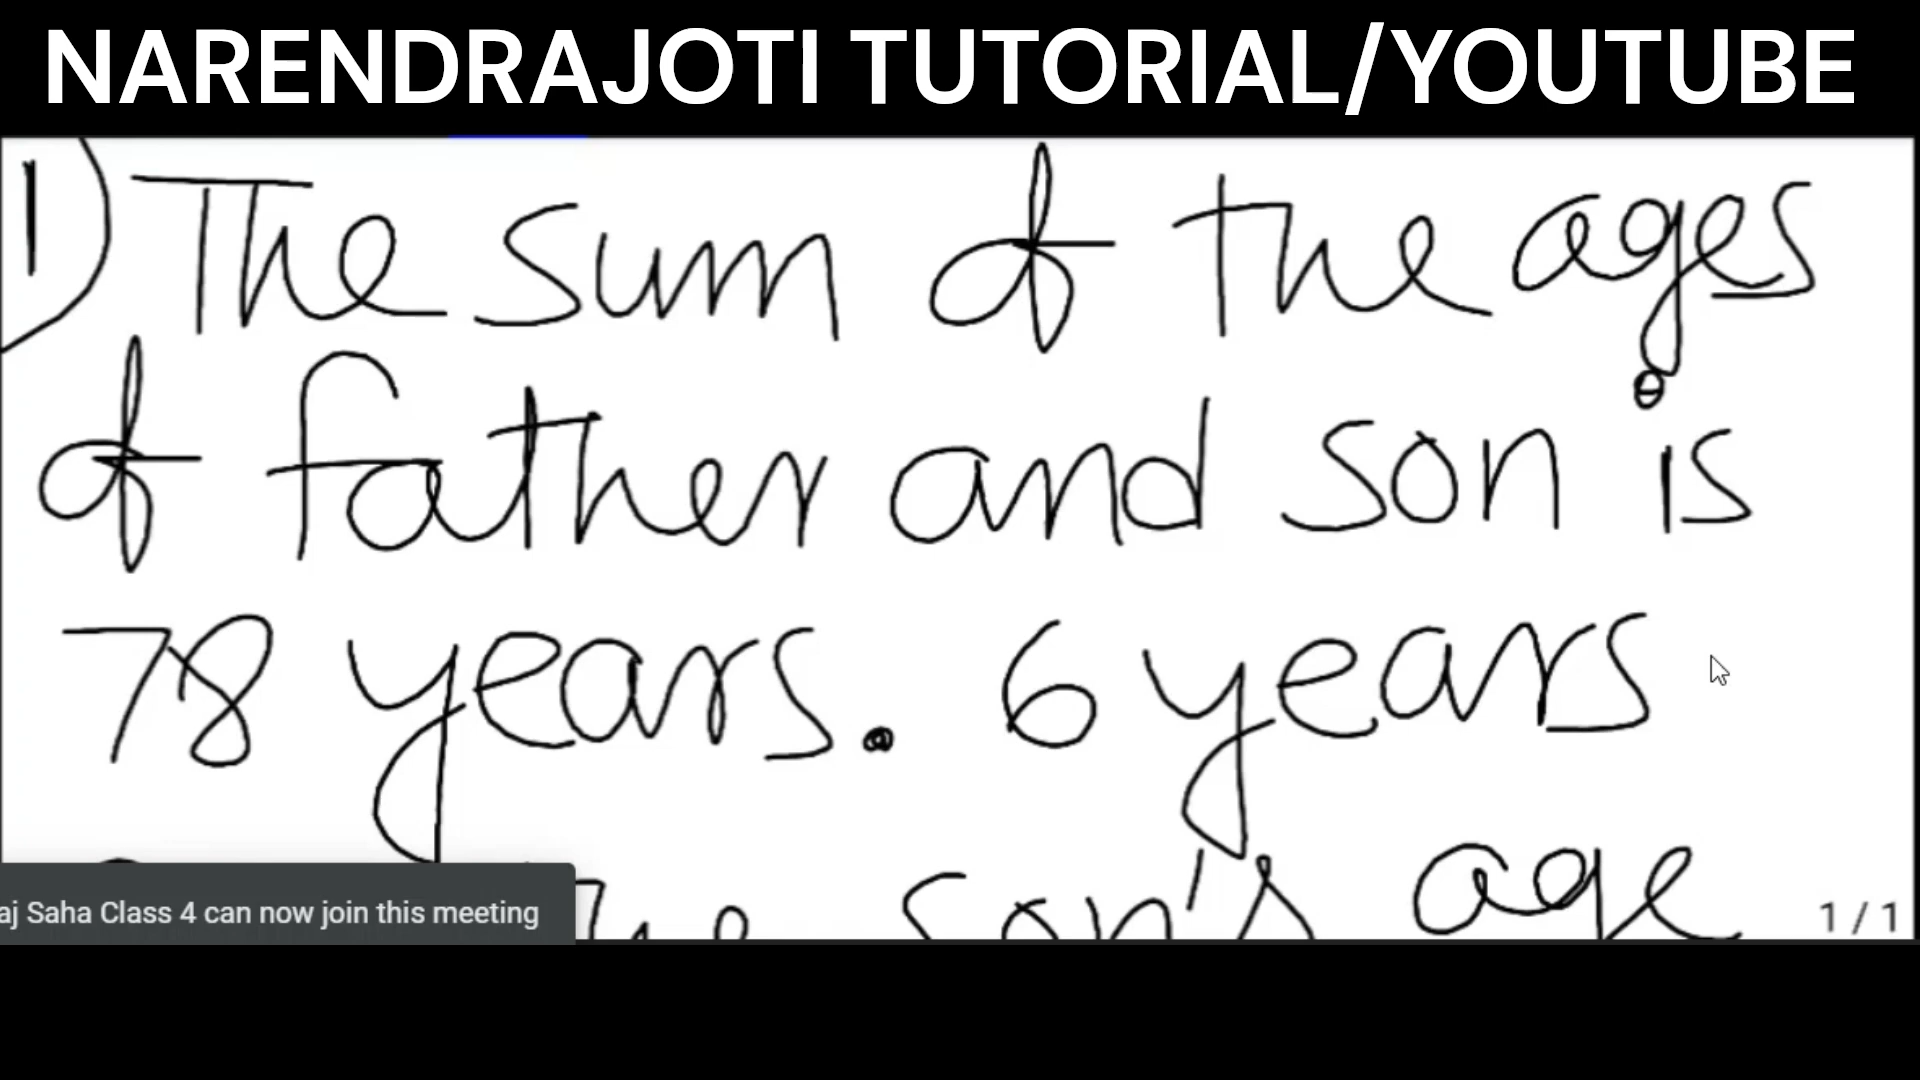 NARENDRAJOTI TUTORIAL/YOUTUBE
1) The sum of the ages
of father and son is
78 years. 6 years
son's age
aj Saha Class 4 can now join this meeting
1 / 1